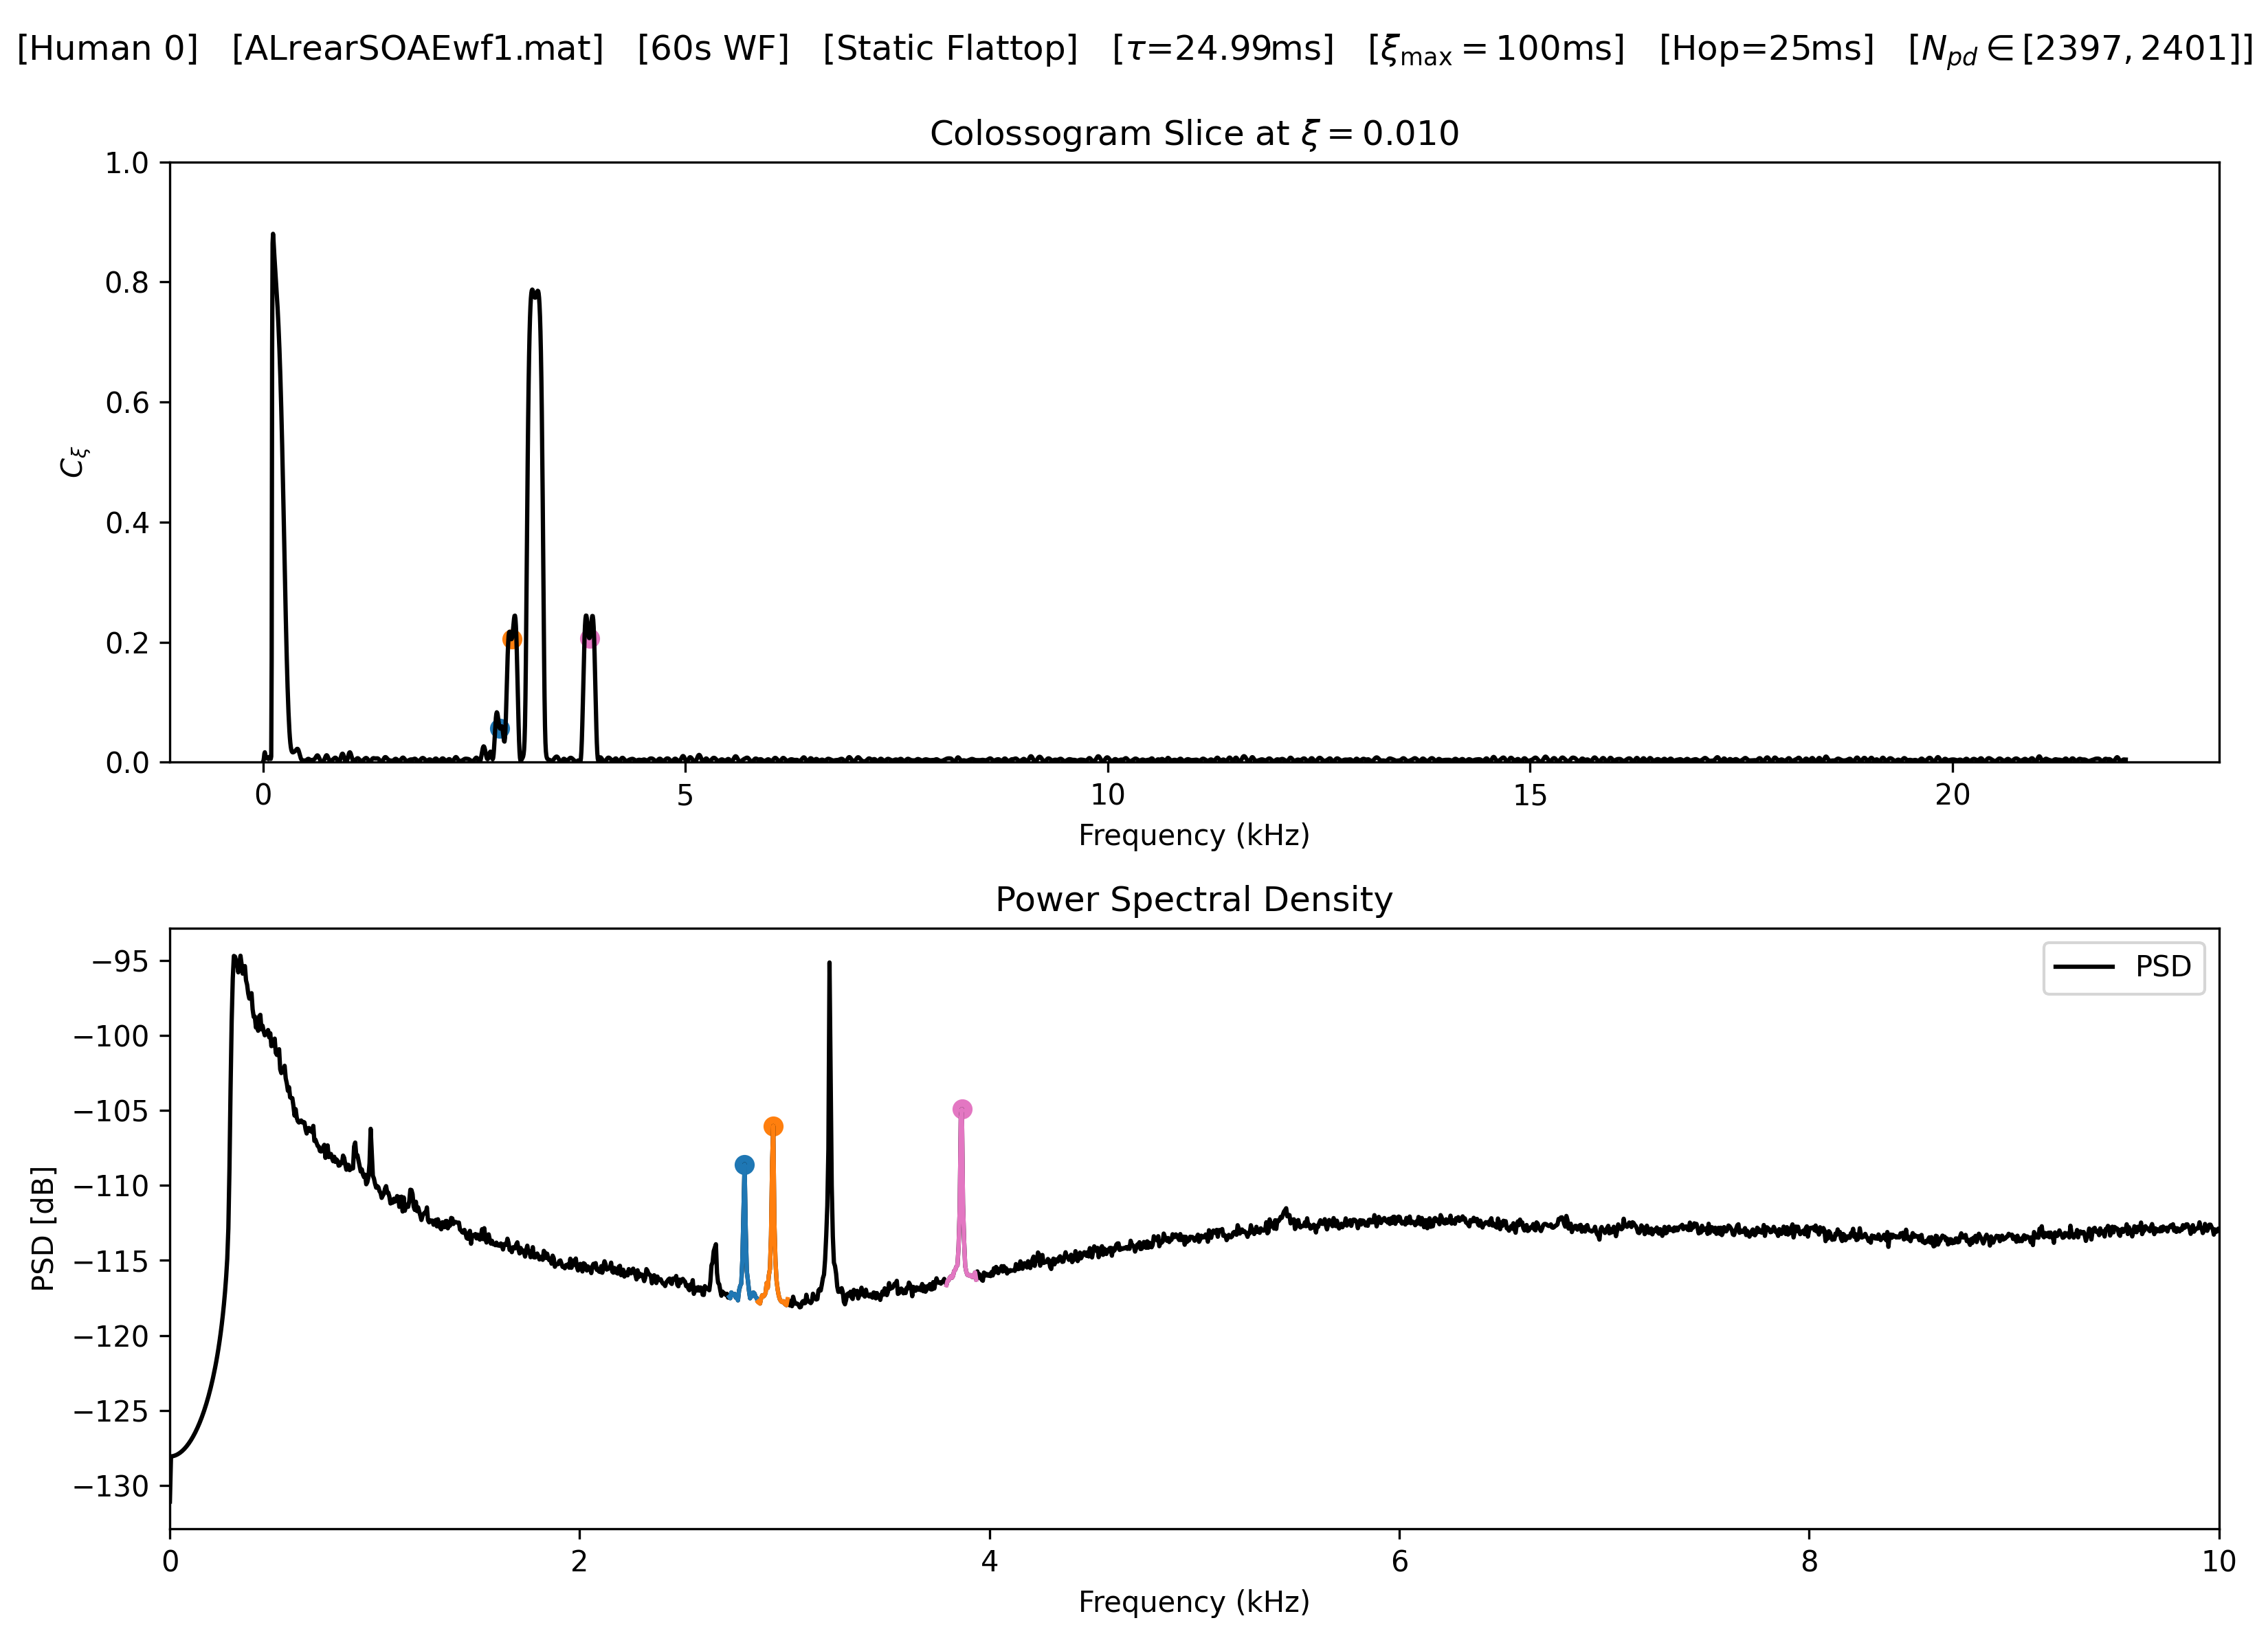 [Human 0] [ALrearSOAEwf1.mat] [60s WF] [Static Flattop] [τ=24.99ms] [ξmax = 100ms] [Hop=25ms] [Npd ∈ [2397, 2401]]
Colossogram Slice at ξ = 0.010
1.0
0.8
0.6
0.4
0.2
0.0
Cξ
0 5 10 15 20
Frequency (kHz)
Power Spectral Density
PSD
−95
−100
−105
−110
−115
−120
−125
−130
PSD [dB]
0 2 4 6 8 10
Frequency (kHz)